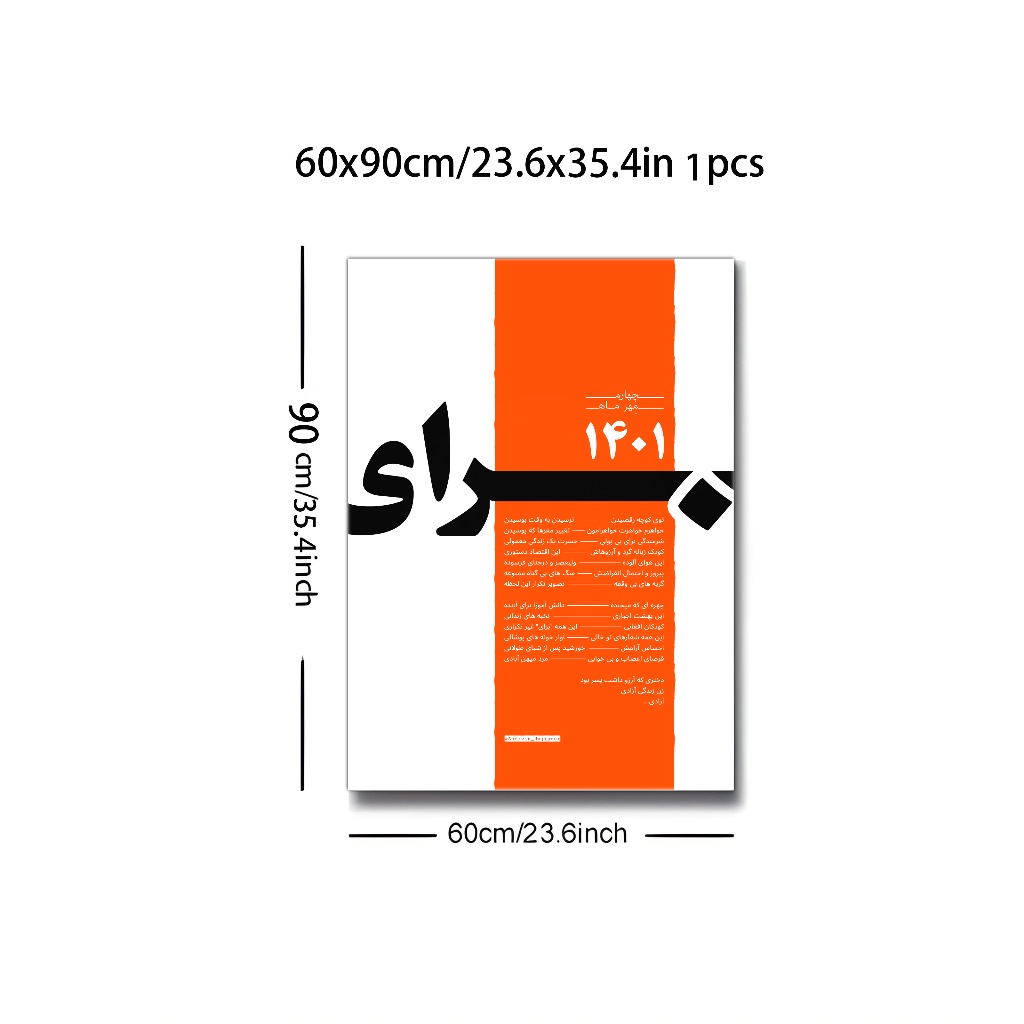 60x90cm/23.6x35.4in 1pcs
90 cm/35.4inch
چهارم
مهر ماه
۱۴۰۱
برای
توی کوچه رقصیدن ترسیدن به وقت بوسیدن
خواهرم خواهرت خواهرامون تغییر مغزها که پوسیدن
شرمندگی برای بی پولی حسرت یک زندگی معمولی
کودک زباله گرد و آرزوهاش این اقتصاد دستوری
این هوای آلوده ولیعصر و درختای فرسوده
پیروز و احتمال انقراضش سگ های بی گناه ممنوعه
گریه های بی وقفه تصویر تکرار این لحظه
چهره ای که میخنده دانش آموزا برای آینده
این بهشت اجباری نخبه های زندانی
کودکان افغانی این همه "برای" غیر تکراری
این همه شعارهای تو خالی آوار خونه های پوشالی
احساس آرامش خورشید پس از شبای طولانی
قرصای اعصاب و بی خوابی مرد میهن آبادی
دختری که آرزو داشت پسر بود
زن زندگی آزادی
آزادی...
60cm/23.6inch